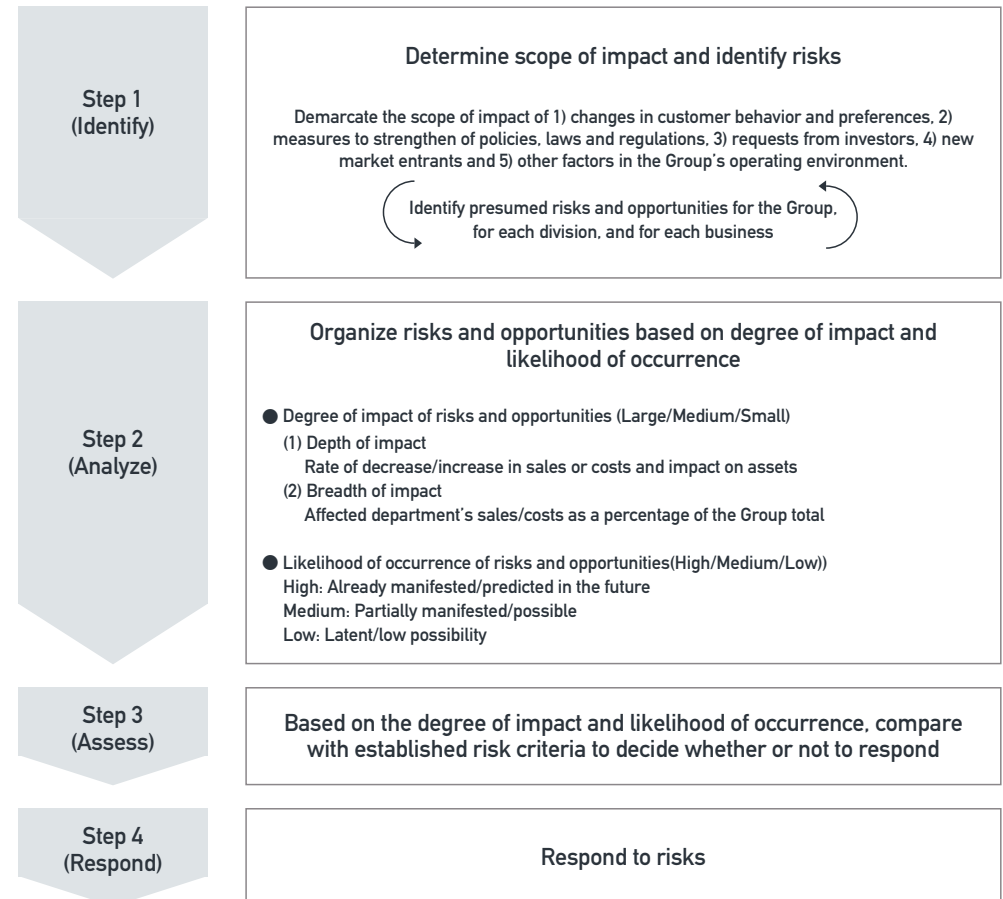 Step 1
(Identify)
Determine scope of impact and identify risks
Demarcate the scope of impact of 1) changes in customer behavior and preferences, 2)
measures to strengthen of policies, laws and regulations, 3) requests from investors, 4) new
market entrants and 5) other factors in the Group's operating environment.
Identify presumed risks and opportunities for the Group,
for each division, and for each business
Step 2
(Analyze)
Organize risks and opportunities based on degree of impact and
likelihood of occurrence
● Degree of impact of risks and opportunities (Large/Medium/Small)
(1) Depth of impact
Rate of decrease/increase in sales or costs and impact on assets
(2) Breadth of impact
Affected department's sales/costs as a percentage of the Group total
● Likelihood of occurrence of risks and opportunities(High/Medium/Low))
High: Already manifested/predicted in the future
Medium: Partially manifested/possible
Low: Latent/low possibility
Step 3
(Assess)
Based on the degree of impact and likelihood of occurrence, compare
with established risk criteria to decide whether or not to respond
Step 4
(Respond)
Respond to risks